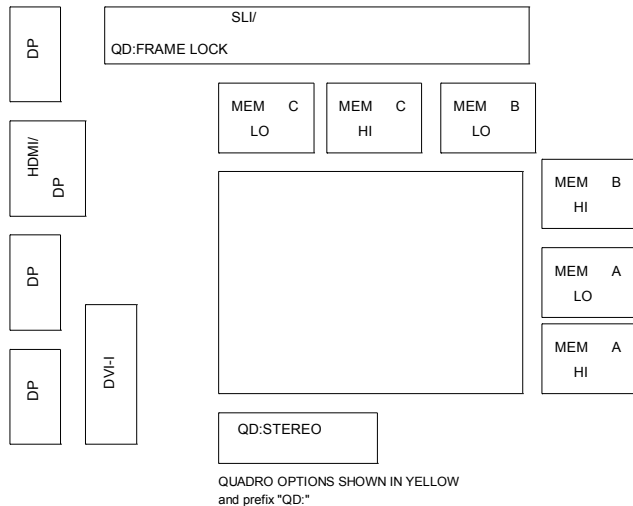 SLI/
QD:FRAME LOCK
DP
MEM C
LO
MEM C
HI
MEM B
LO
HDMI/
DP
MEM B
HI
DP
MEM A
LO
DVI-I
MEM A
HI
DP
QD:STEREO
QUADRO OPTIONS SHOWN IN YELLOW
and prefix "QD:"